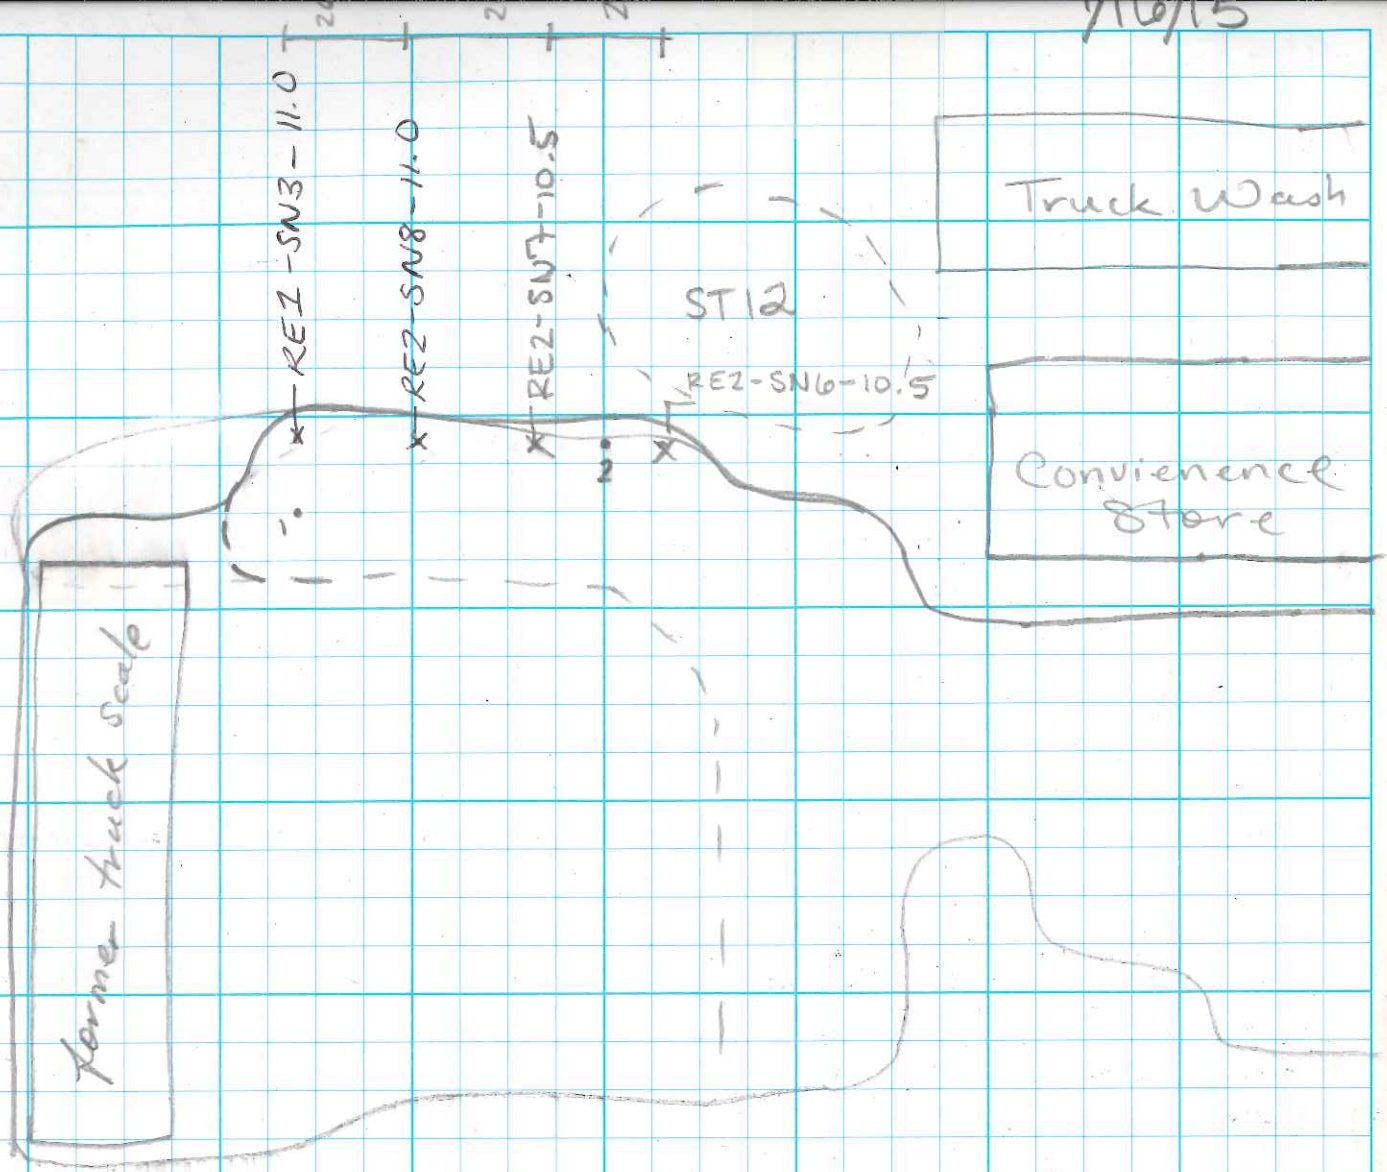 7/16/15
RE1-SN3-11.0
RE2-SN8-11.0
RE2-SN7-10.5
Truck Wash
ST12
RE2-SN6-10.5
2
Convienence
Store
former truck scale